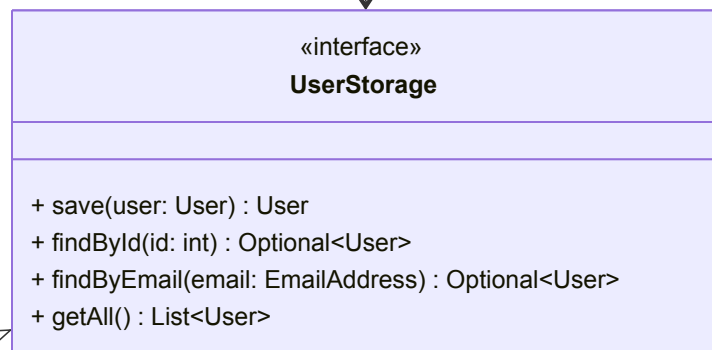 «interface»
UserStorage
+ save(user: User) : User
+ findById(id: int) : Optional<User>
+ findByEmail(email: EmailAddress) : Optional<User>
+ getAll() : List<User>